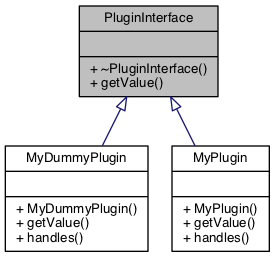 PluginInterface
+ ~PluginInterface()
+ getValue()
MyDummyPlugin
+ MyDummyPlugin()
+ getValue()
+ handles()
MyPlugin
+ MyPlugin()
+ getValue()
+ handles()